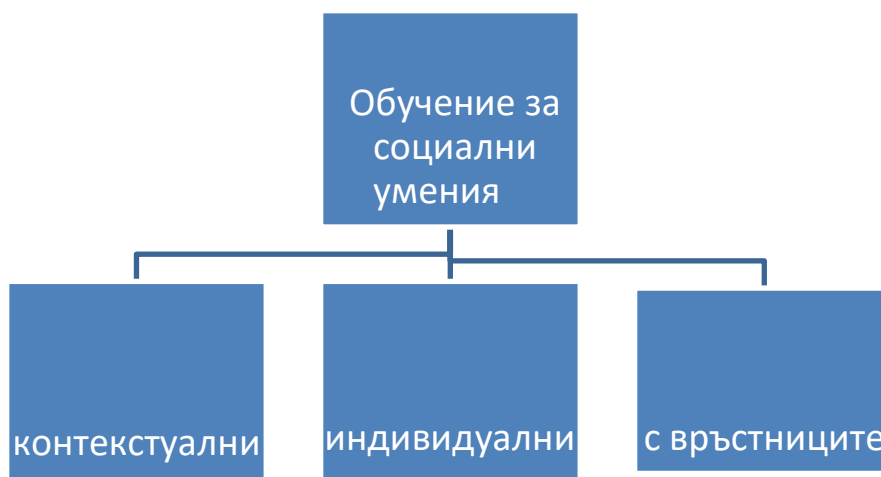 Обучение за
социални
умения
контекстуални
индивидуални
с връстниците